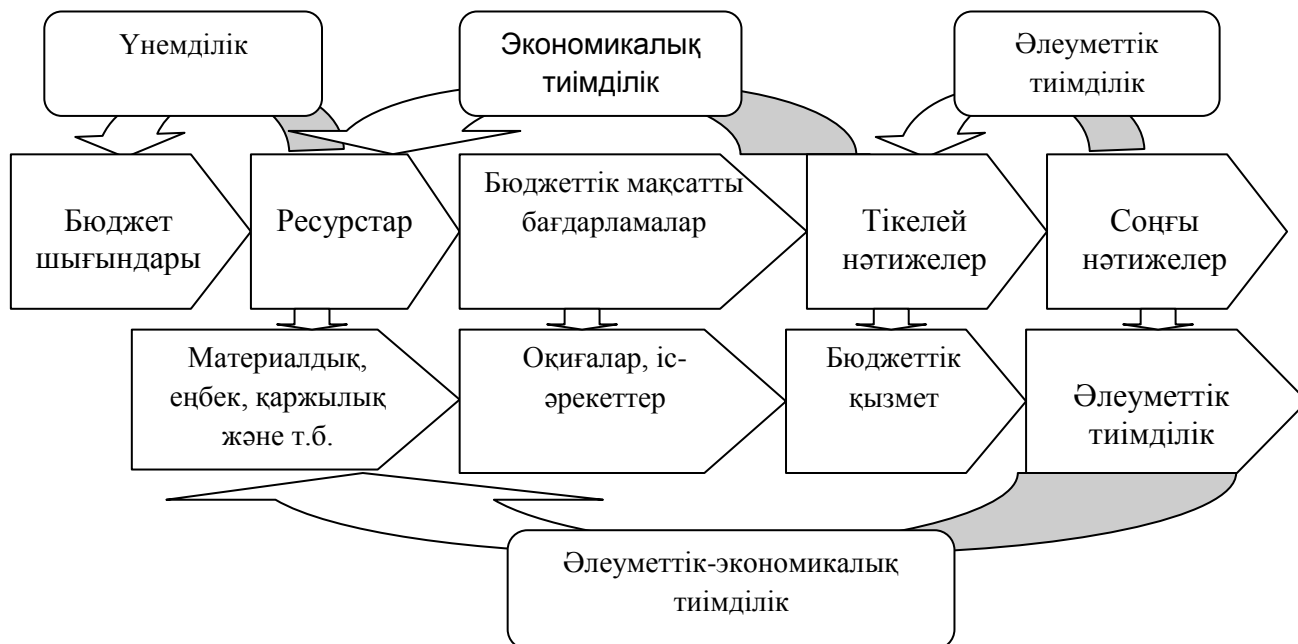 Үнемділік
Экономикалық
тиімділік
Әлеуметтік
тиімділік
Бюджет
шығындары
Ресурстар
Бюджеттік мақсатты
бағдарламалар
Тікелей
нәтижелер
Соңғы
нәтижелер
Материалдық,
еңбек, қаржылық
және т.б.
Оқиғалар, іс-
әрекеттер
Бюджеттік
қызмет
Әлеуметтік
тиімділік
Әлеуметтік-экономикалық
тиімділік